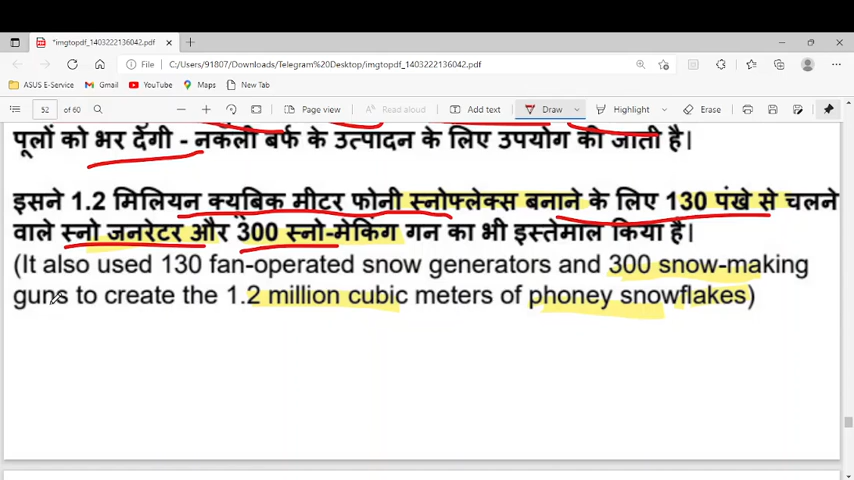 *imgtopdf_1403222136042.pdf
File
C:/Users/91807/Downloads/Telegram%20Desktop/imgtopdf_1403222136042.pdf
ASUS E-Service
Gmail
YouTube
Maps
New Tab
52 of 60
Page view
Read aloud
Add text
Draw
Highlight
Erase
पूलों को भर देंगी - नकली बर्फ के उत्पादन के लिए उपयोग की जाती है।
इसने 1.2 मिलियन क्यूबिक मीटर फोनी स्नोफ्लेक्स बनाने के लिए 130 पंखे से चलने
वाले स्नो जनरेटर और 300 स्नो-मेकिंग गन का भी इस्तेमाल किया है।
(It also used 130 fan-operated snow generators and 300 snow-making
guns to create the 1.2 million cubic meters of phoney snowflakes)